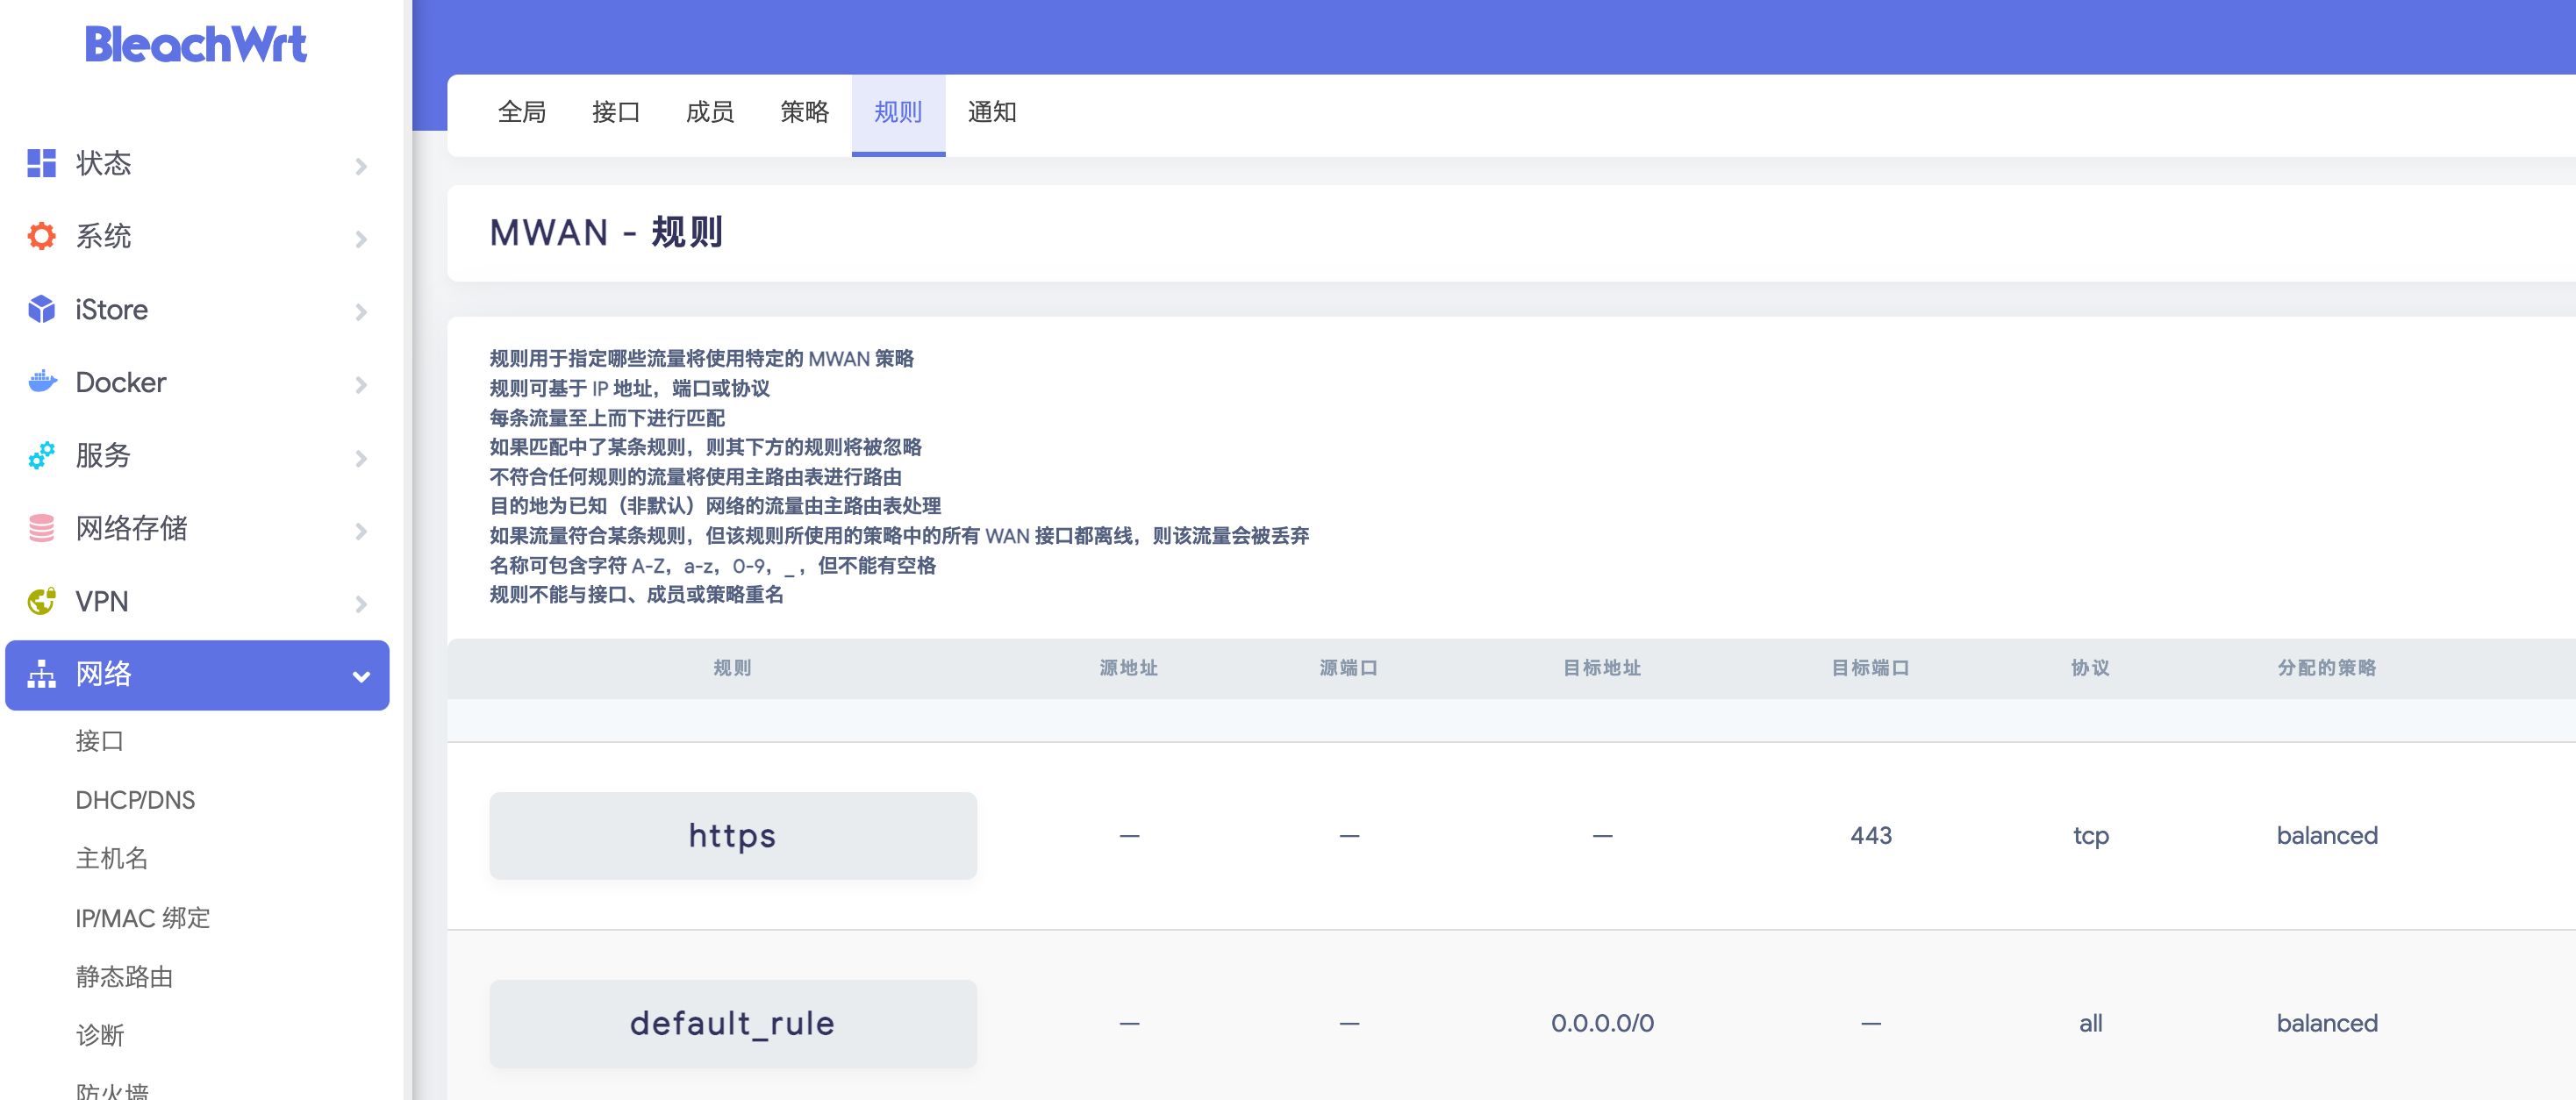 BleachWrt
状态
系统
iStore
Docker
服务
网络存储
VPN
网络
接口
DHCP/DNS
主机名
IP/MAC 绑定
静态路由
诊断
防火墙
全局 接口 成员 策略 规则 通知
MWAN - 规则
规则用于指定哪些流量将使用特定的 MWAN 策略
规则可基于 IP 地址，端口或协议
每条流量至上而下进行匹配
如果匹配中了某条规则，则其下方的规则将被忽略
不符合任何规则的流量将使用主路由表进行路由
目的地为已知（非默认）网络的流量由主路由表处理
如果流量符合某条规则，但该规则所使用的策略中的所有 WAN 接口都离线，则该流量会被丢弃
名称可包含字符 A-Z，a-z，0-9，_，但不能有空格
规则不能与接口、成员或策略重名
规则 源地址 源端口 目标地址 目标端口 协议 分配的策略
https — — — 443 tcp balanced
default_rule — — 0.0.0.0/0 — all balanced